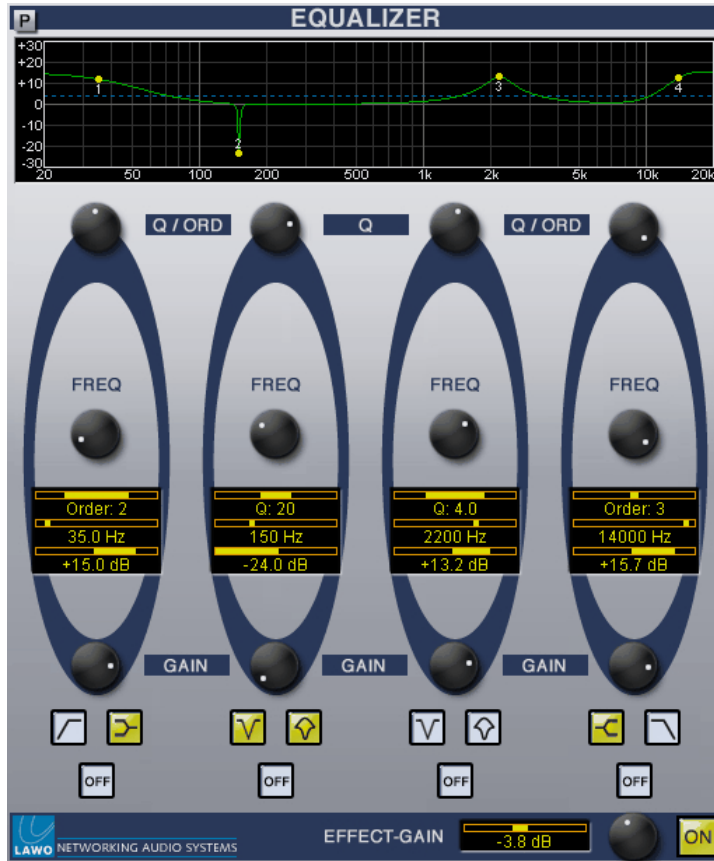 P EQUALIZER
+30
+20
+10
0
-10
-20
-30
1 2 3 4
20 50 100 200 500 1k 2k 5k 10k 20k
Q / ORD Q Q / ORD
FREQ FREQ FREQ FREQ
Order: 2 Q: 20 Q: 4.0 Order: 3
35.0 Hz 150 Hz 2200 Hz 14000 Hz
+15.0 dB -24.0 dB +13.2 dB +15.7 dB
GAIN GAIN GAIN
OFF OFF OFF OFF
LAWO NETWORKING AUDIO SYSTEMS EFFECT-GAIN -3.8 dB ON